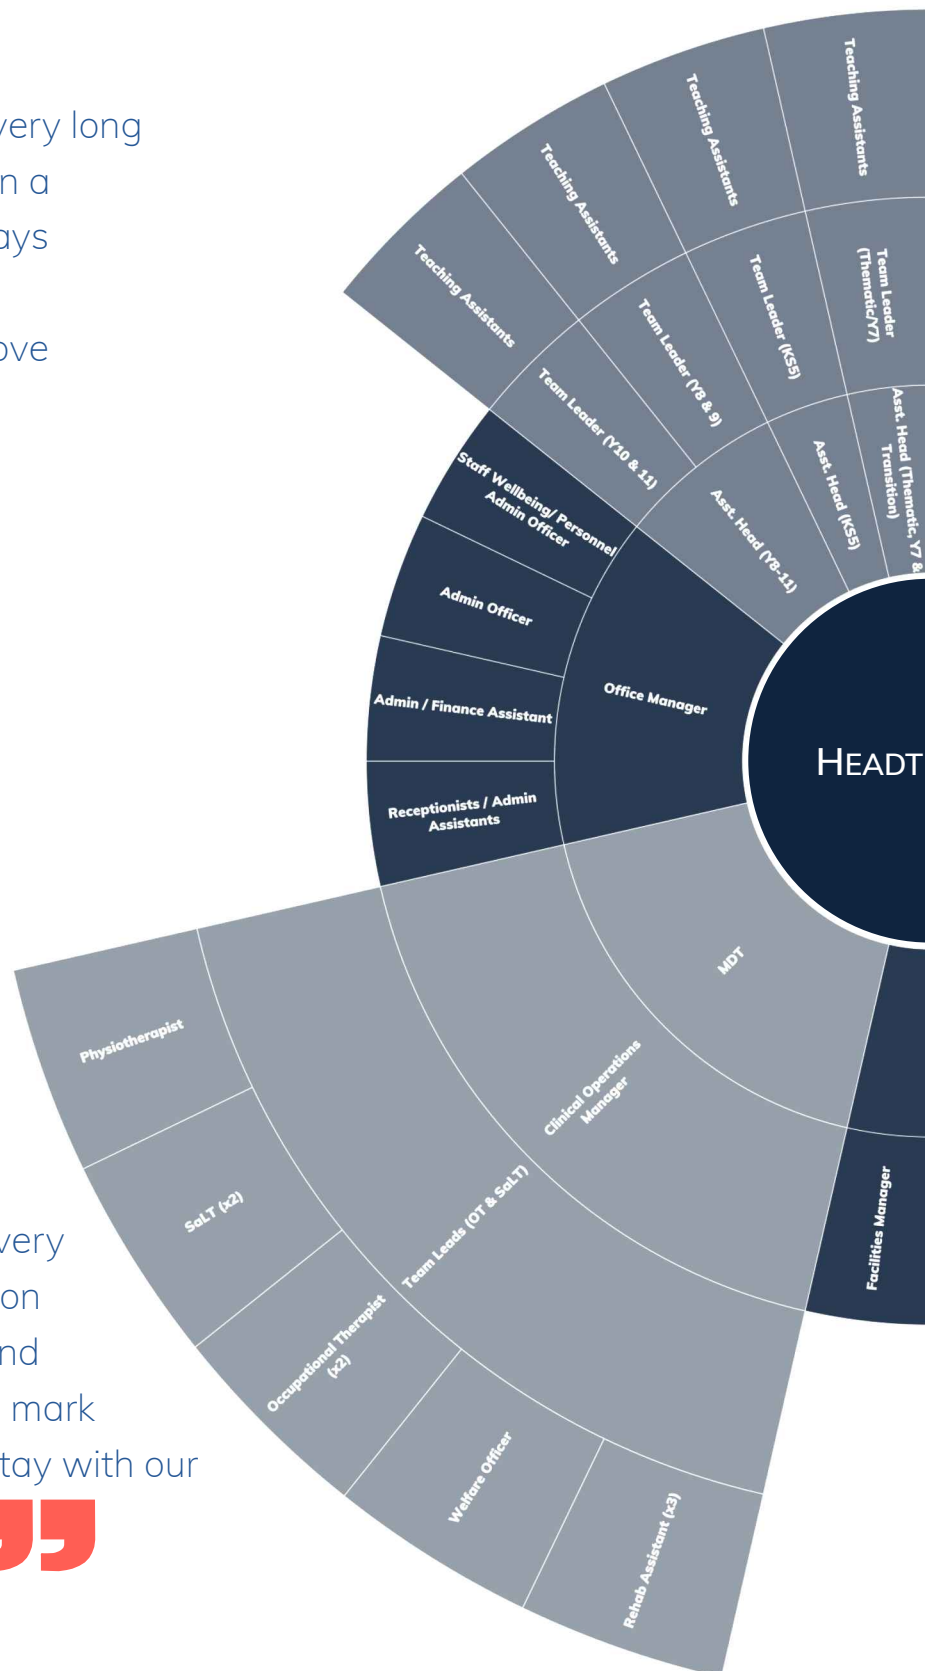 very long
n a
ays
ove
Teaching Assistants
Teaching Assistants
Teaching Assistants
Teaching Assistants
Team Leader
(Thematic/Y7)
Team Leader (KS5)
Team Leader (Y8 & 9)
Team Leader (Y10 & 11)
Asst. Head (Thematic, Y7 &
Transition)
Asst. Head (KS5)
Asst. Head (Y8-11)
Staff Wellbeing/ Personnel
Admin Officer
Admin Officer
Admin / Finance Assistant
Receptionists / Admin
Assistants
Office Manager
HEADT
MDT
Clinical Operations
Manager
Team Leads (OT & SaLT)
Physiotherapist
SaLT (x2)
Occupational Therapist
(x2)
Welfare Officer
Rehab Assistant (x3)
Facilities Manager
very
on
nd
mark
tay with our
”